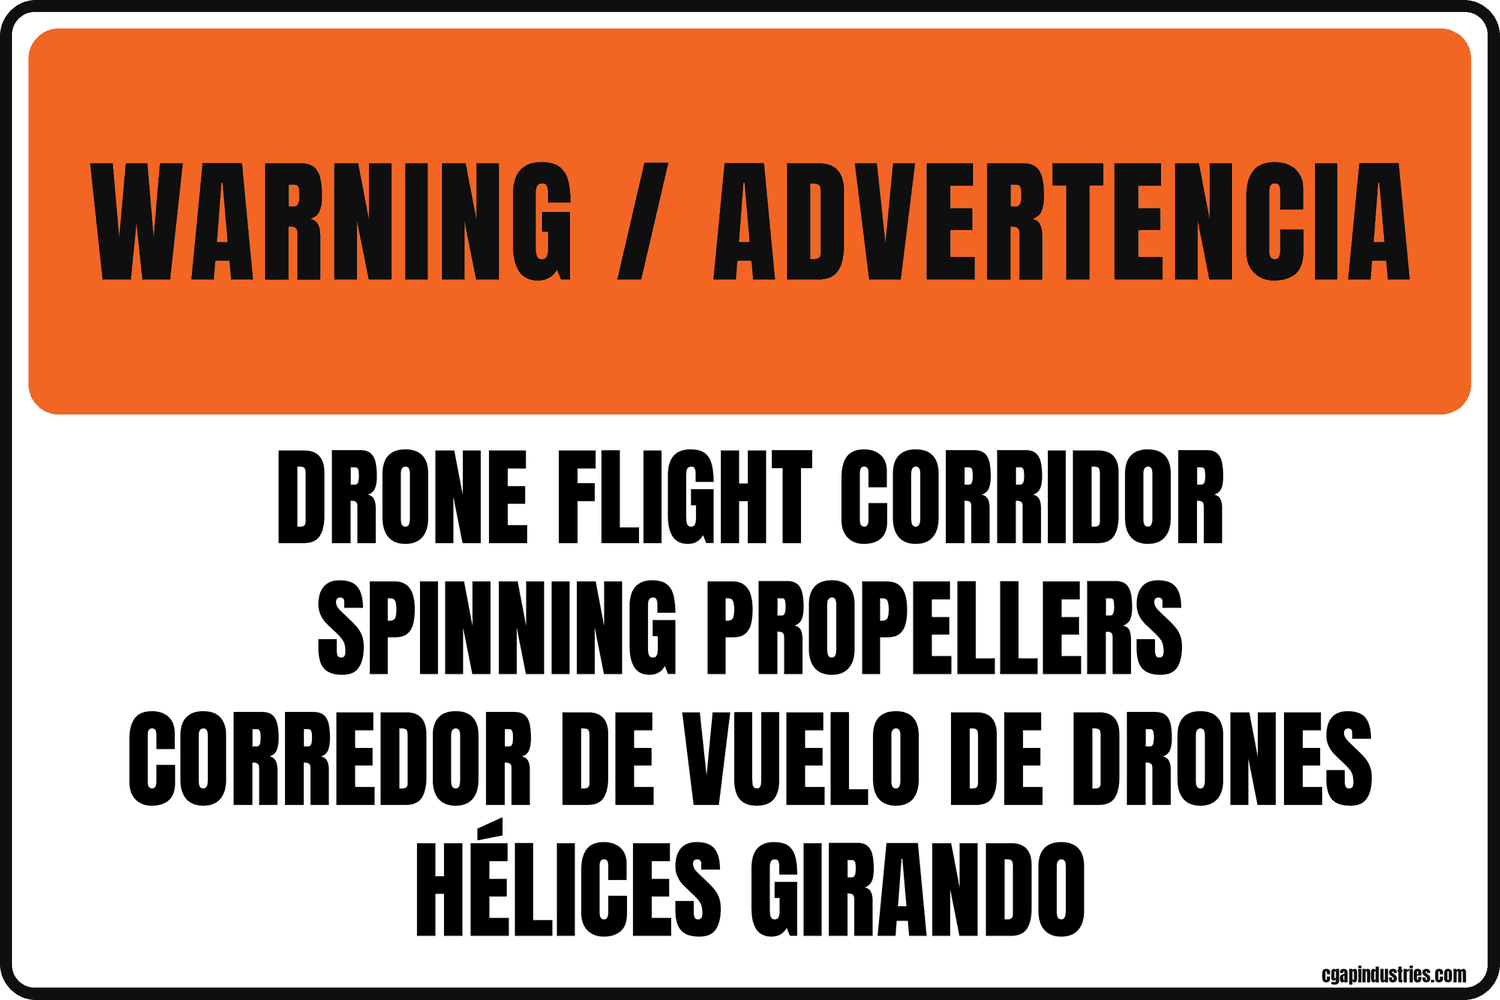 WARNING / ADVERTENCIA
DRONE FLIGHT CORRIDOR
SPINNING PROPELLERS
CORREDOR DE VUELO DE DRONES
HÉLICES GIRANDO
cgapindustries.com